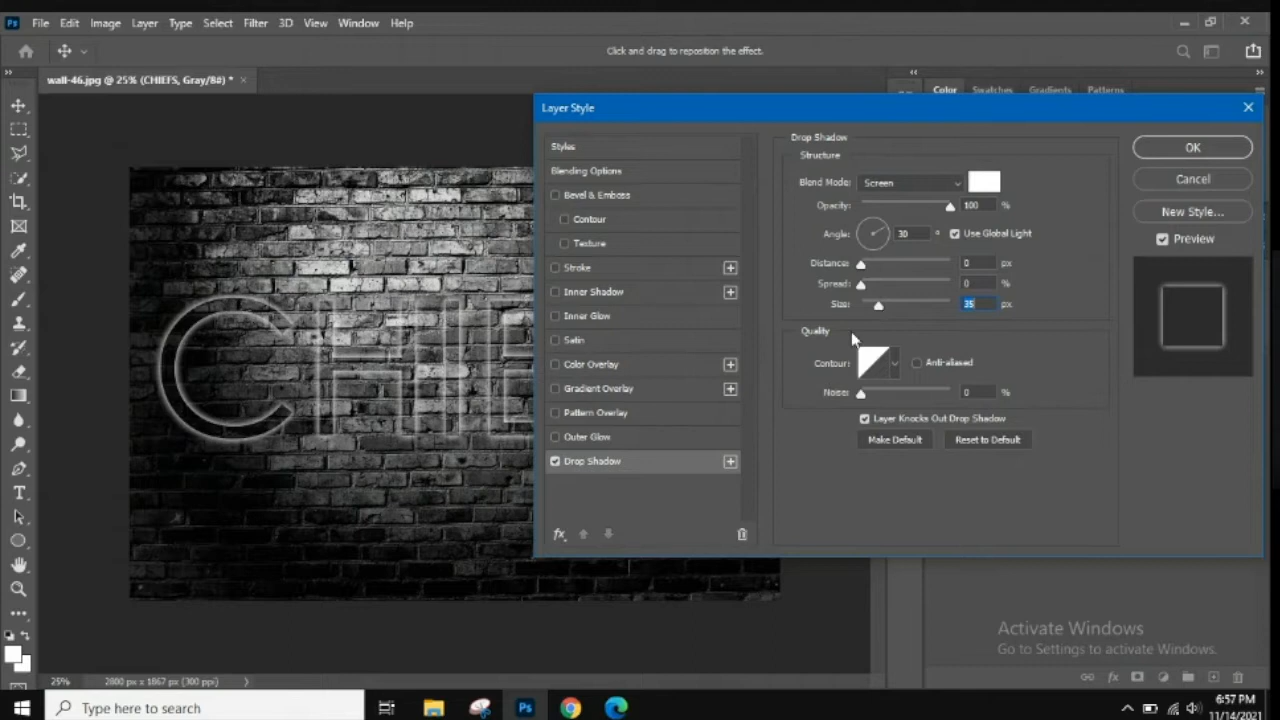 Ps File Edit Image Layer Type Select Filter 3D View Window Help
Click and drag to reposition the effect.
wall-46.jpg @ 25% (CHIEFS, Gray/8#) * ×
Color Swatches Gradients Patterns
Layer Style
Styles
Blending Options
Bevel & Emboss
Contour
Texture
Stroke
Inner Shadow
Inner Glow
Satin
Color Overlay
Gradient Overlay
Pattern Overlay
Outer Glow
Drop Shadow
fx
Drop Shadow
Structure
Blend Mode: Screen
Opacity: 100 %
Angle: 30 ° Use Global Light
Distance: 0 px
Spread: 0 %
Size: 35 px
Quality
Contour: Anti-aliased
Noise: 0 %
Layer Knocks Out Drop Shadow
Make Default Reset to Default
OK
Cancel
New Style...
Preview
CHIE
Activate Windows
Go to Settings to activate Windows.
25% 2800 px x 1867 px (300 ppi)
fx
Type here to search
Ps
6:57 PM
11/14/2021